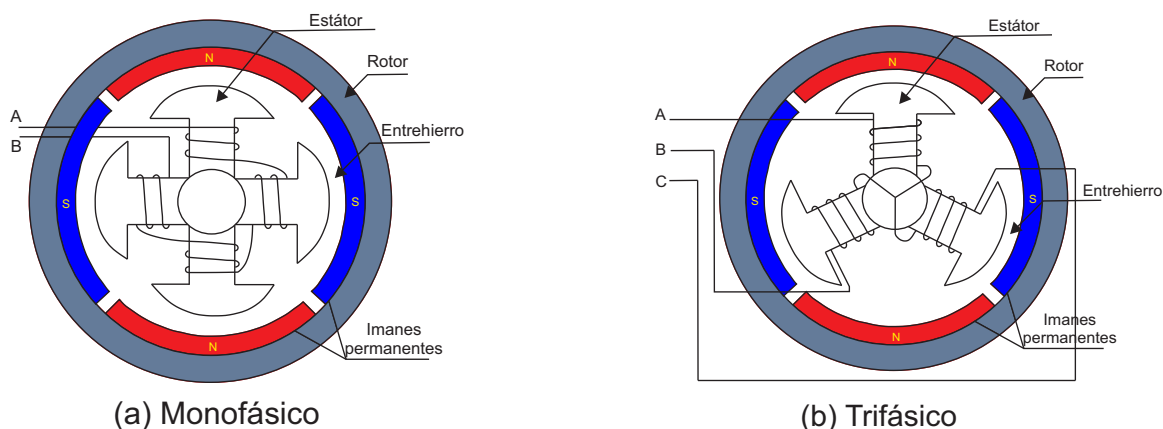 Estátor
N
Rotor
A
B
Entrehierro
S
S
N
Imanes
permanentes
(a) Monofásico
Estátor
N
Rotor
A
B
C
Entrehierro
S
S
N
Imanes
permanentes
(b) Trifásico